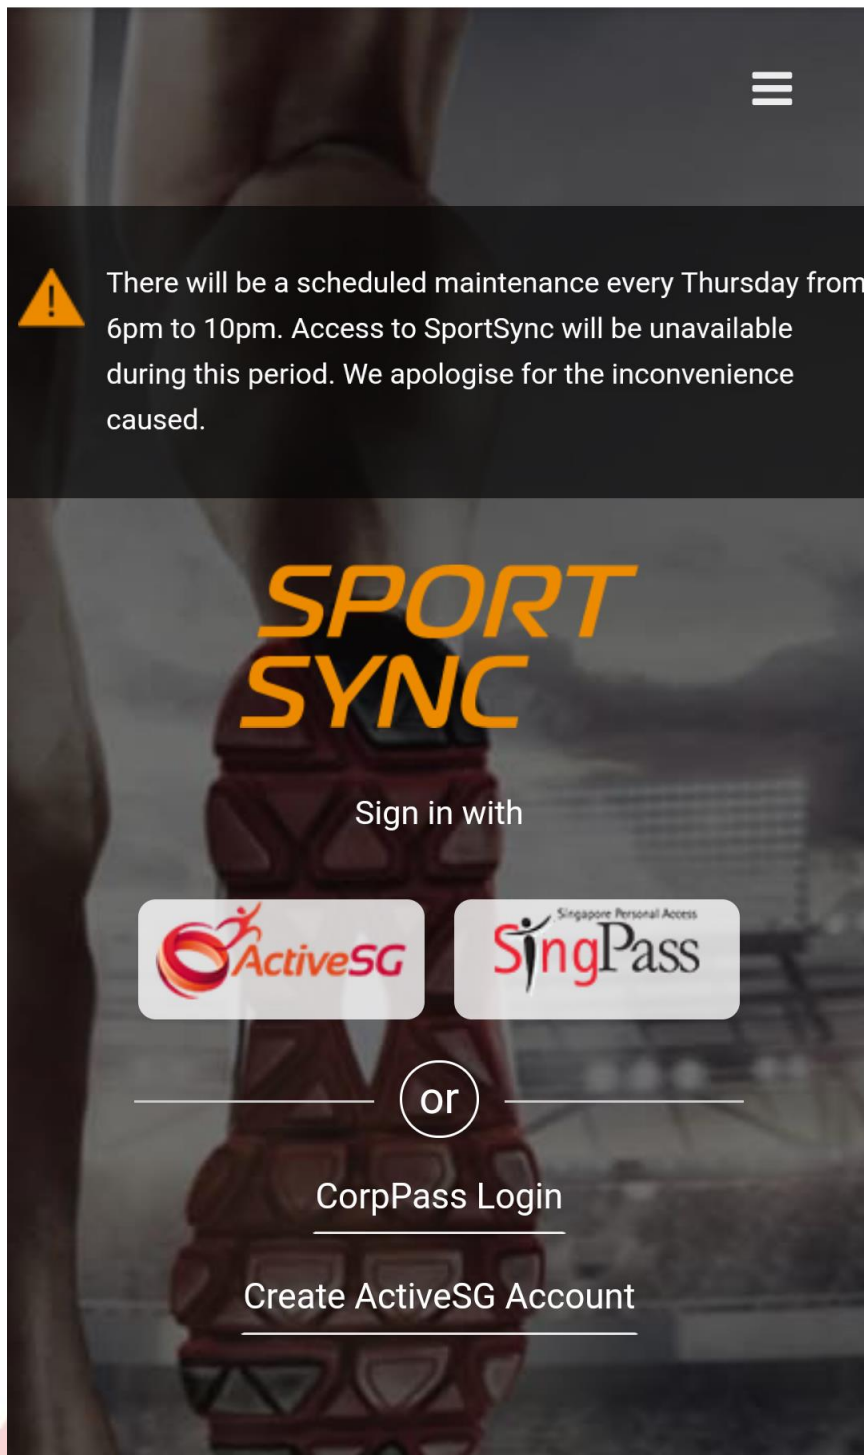 There will be a scheduled maintenance every Thursday from
6pm to 10pm. Access to SportSync will be unavailable
during this period. We apologise for the inconvenience
caused.
SPORT
SYNC
Sign in with
ActiveSG
Singapore Personal Access
SingPass
or
CorpPass Login
Create ActiveSG Account